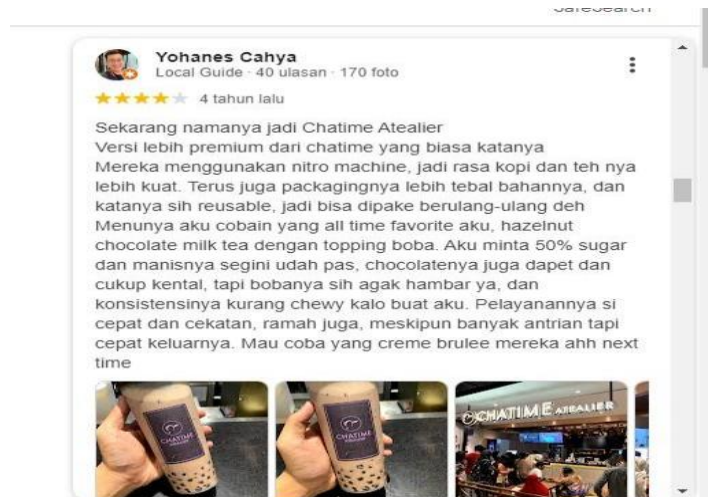 SafeSearch
Yohanes Cahya
Local Guide · 40 ulasan · 170 foto
4 tahun lalu
Sekarang namanya jadi Chatime Atealier
Versi lebih premium dari chatime yang biasa katanya
Mereka menggunakan nitro machine, jadi rasa kopi dan teh nya
lebih kuat. Terus juga packagingnya lebih tebal bahannya, dan
katanya sih reusable, jadi bisa dipake berulang-ulang deh
Menunya aku cobain yang all time favorite aku, hazelnut
chocolate milk tea dengan topping boba. Aku minta 50% sugar
dan manisnya segini udah pas, chocolatenya juga dapet dan
cukup kental, tapi bobanya sih agak hambar ya, dan
konsistensinya kurang chewy kalo buat aku. Pelayanannya si
cepat dan cekatan, ramah juga, meskipun banyak antrian tapi
cepat keluarnya. Mau coba yang creme brulee mereka ahh next
time
CHATIME
ATEALIER
CHATIME
ATEALIER
CHATIME ATEALIER